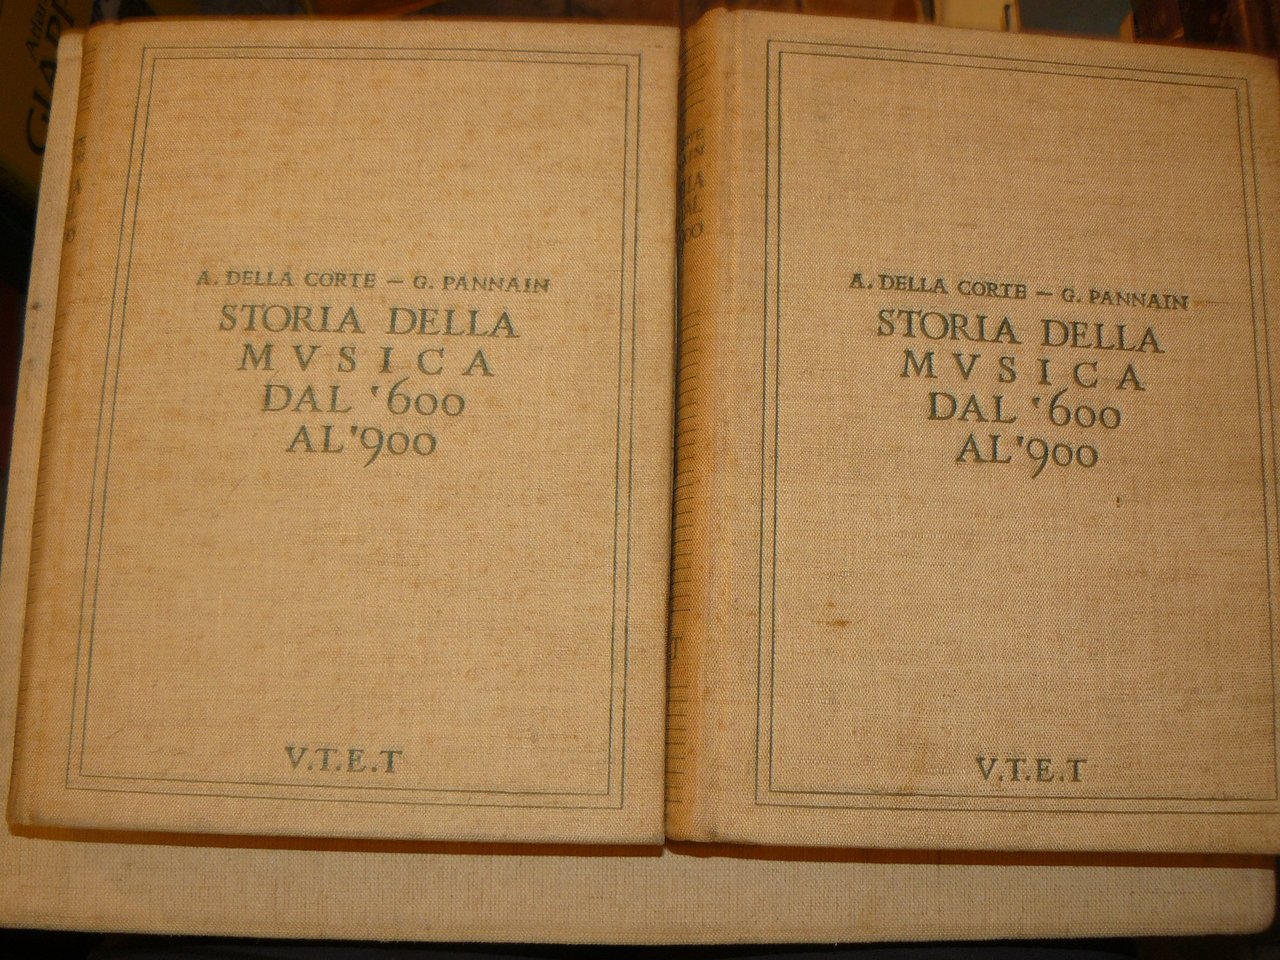 A. DELLA CORTE – G. PANNAIN
STORIA DELLA
MVSICA
DAL '600
AL '900
V.T.E.T
A. DELLA CORTE – G. PANNAIN
STORIA DELLA
MVSICA
DAL '600
AL '900
V.T.E.T